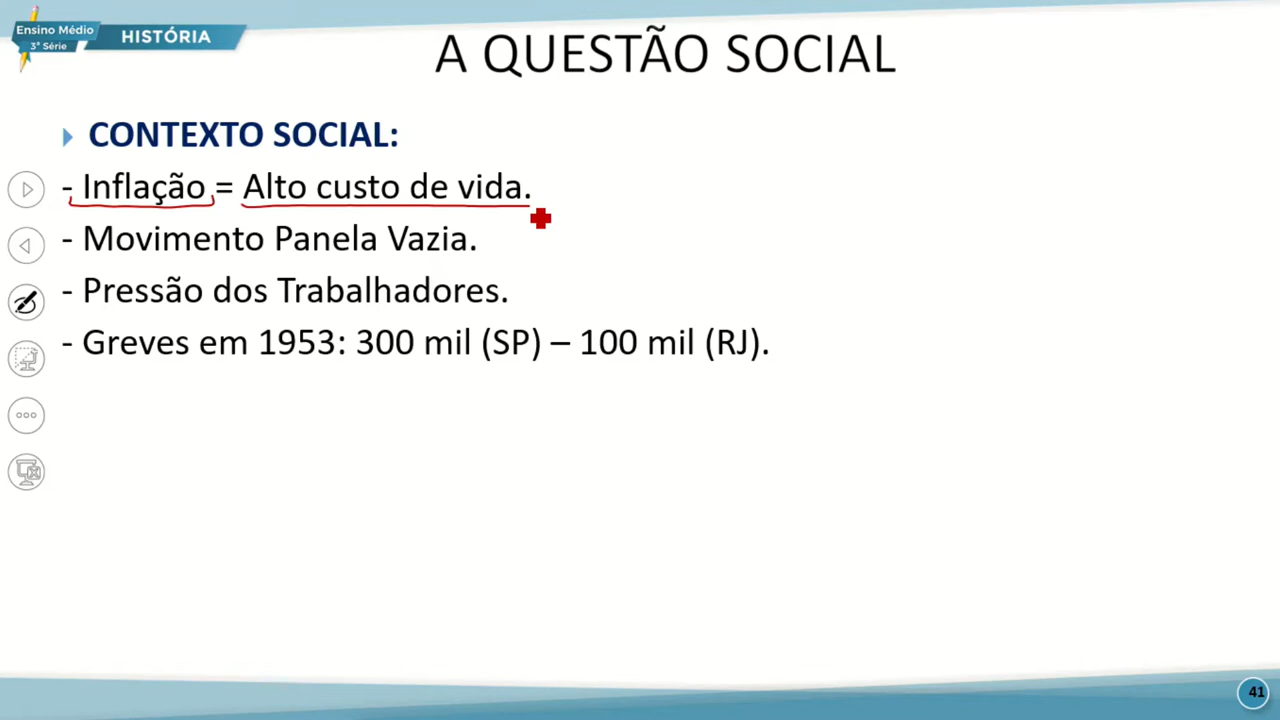 Ensino Médio
3ª Série
HISTÓRIA
A QUESTÃO SOCIAL
CONTEXTO SOCIAL:
- Inflação = Alto custo de vida.
- Movimento Panela Vazia.
- Pressão dos Trabalhadores.
- Greves em 1953: 300 mil (SP) – 100 mil (RJ).
41